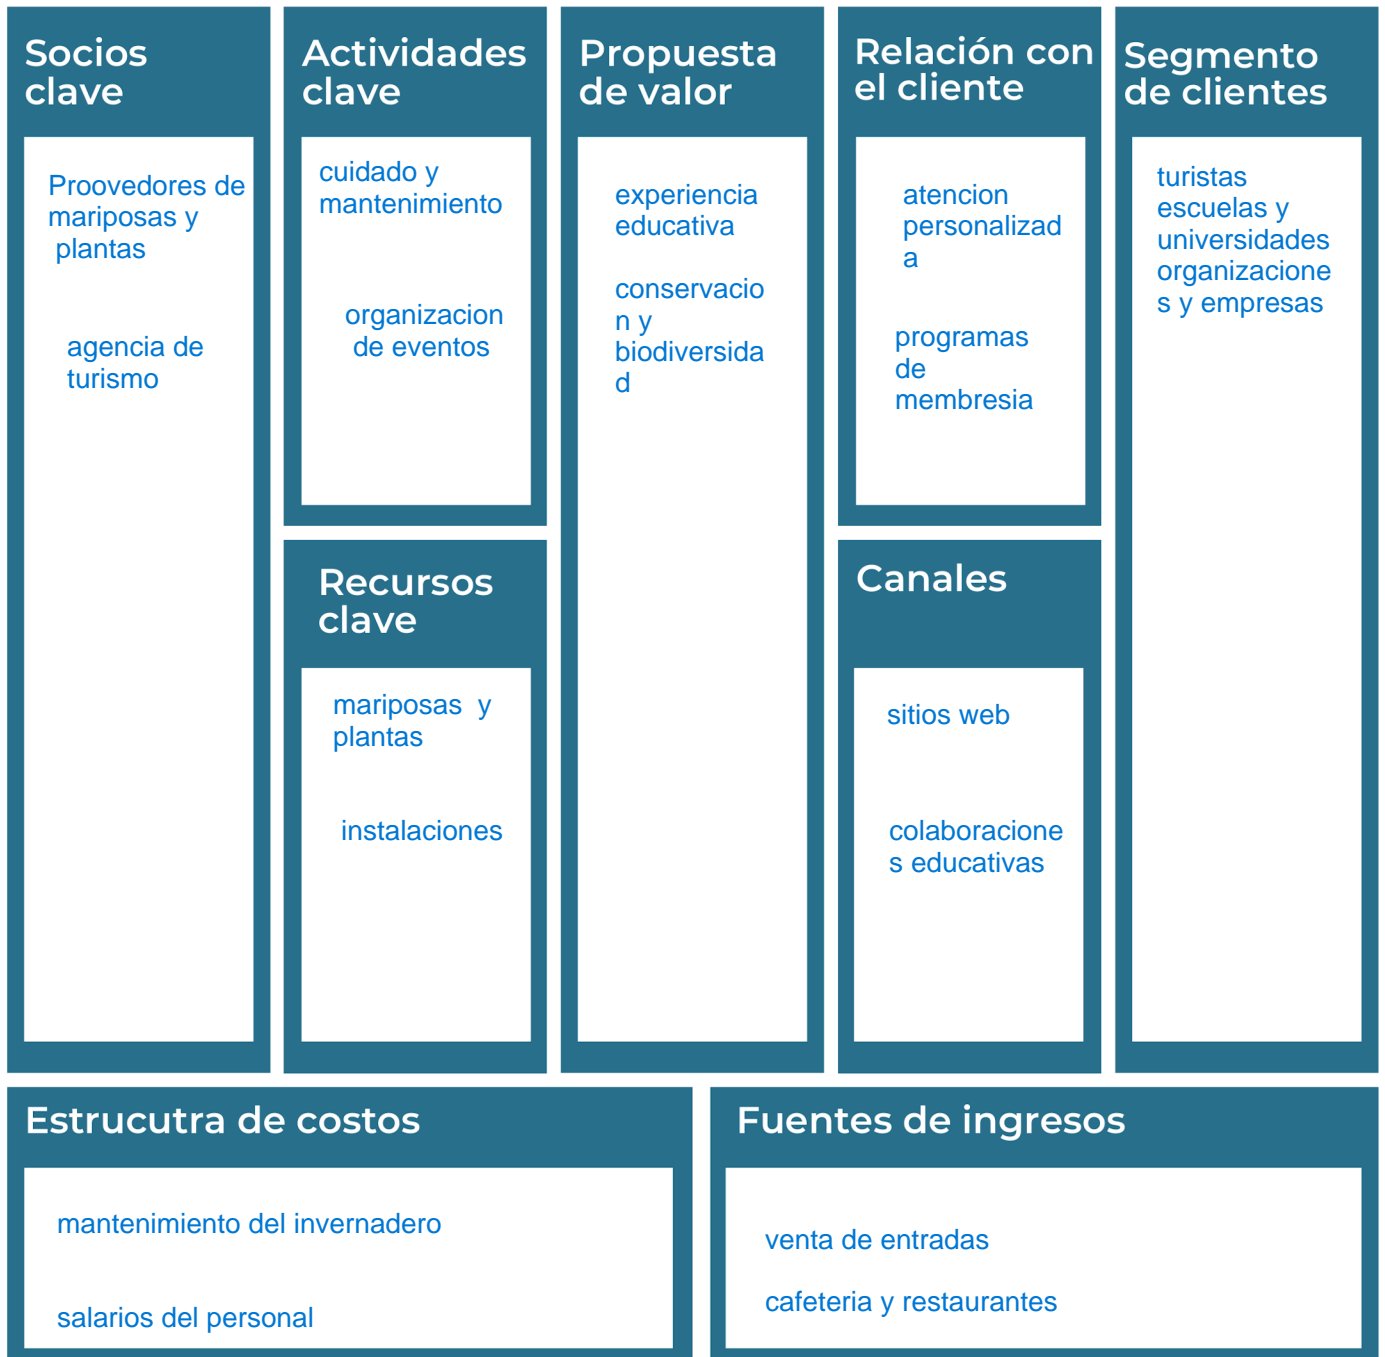 Socios
clave
Proovedores de
mariposas y
plantas
agencia de
turismo
Actividades
clave
cuidado y
mantenimiento
organizacion
de eventos
Recursos
clave
mariposas  y
plantas
instalaciones
Propuesta
de valor
experiencia
educativa
conservacio
n y
biodiversida
d
Relación con
el cliente
atencion
personalizad
a
programas
de
membresia
Canales
sitios web
colaboracione
s educativas
Segmento
de clientes
turistas
escuelas y
universidades
organizacione
s y empresas
Estrucutra de costos
mantenimiento del invernadero
salarios del personal
Fuentes de ingresos
venta de entradas
cafeteria y restaurantes